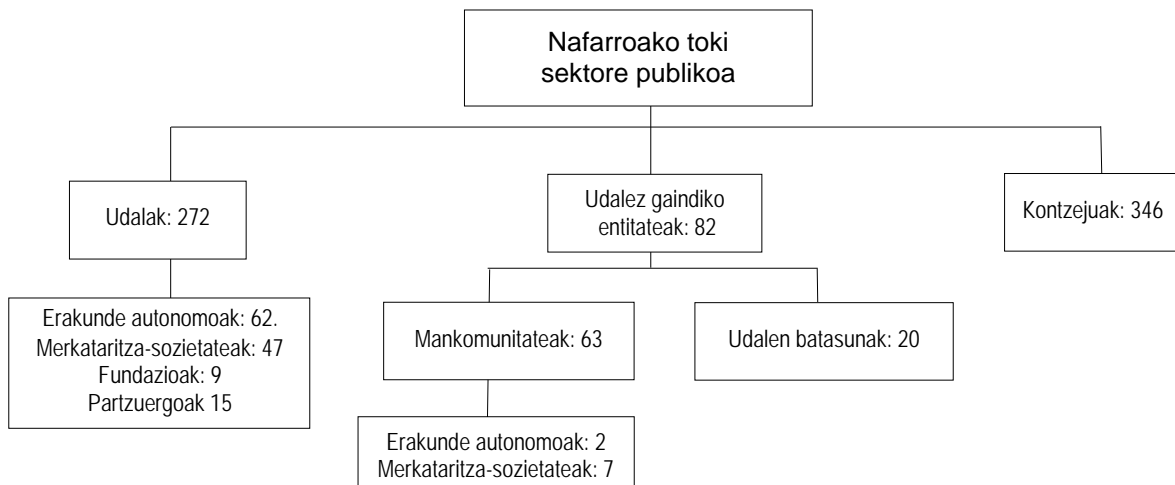 Nafarroako toki
sektore publikoa
Udalak: 272
Udalez gaindiko
entitateak: 82
Kontzejuak: 346
Erakunde autonomoak: 62.
Merkataritza-sozietateak: 47
Fundazioak: 9
Partzuergoak 15
Mankomunitateak: 63
Udalen batasunak: 20
Erakunde autonomoak: 2
Merkataritza-sozietateak: 7